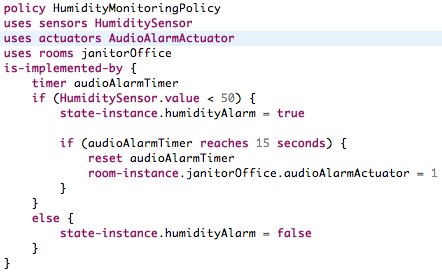 policy HumidityMonitoringPolicy
uses sensors HumiditySensor
uses actuators AudioAlarmActuator
uses rooms janitorOffice
is-implemented-by {
    timer audioAlarmTimer
    if (HumiditySensor.value < 50) {
        state-instance.humidityAlarm = true

        if (audioAlarmTimer reaches 15 seconds) {
            reset audioAlarmTimer
            room-instance.janitorOffice.audioAlarmActuator = 1
        }
    }
    else {
        state-instance.humidityAlarm = false
    }
}